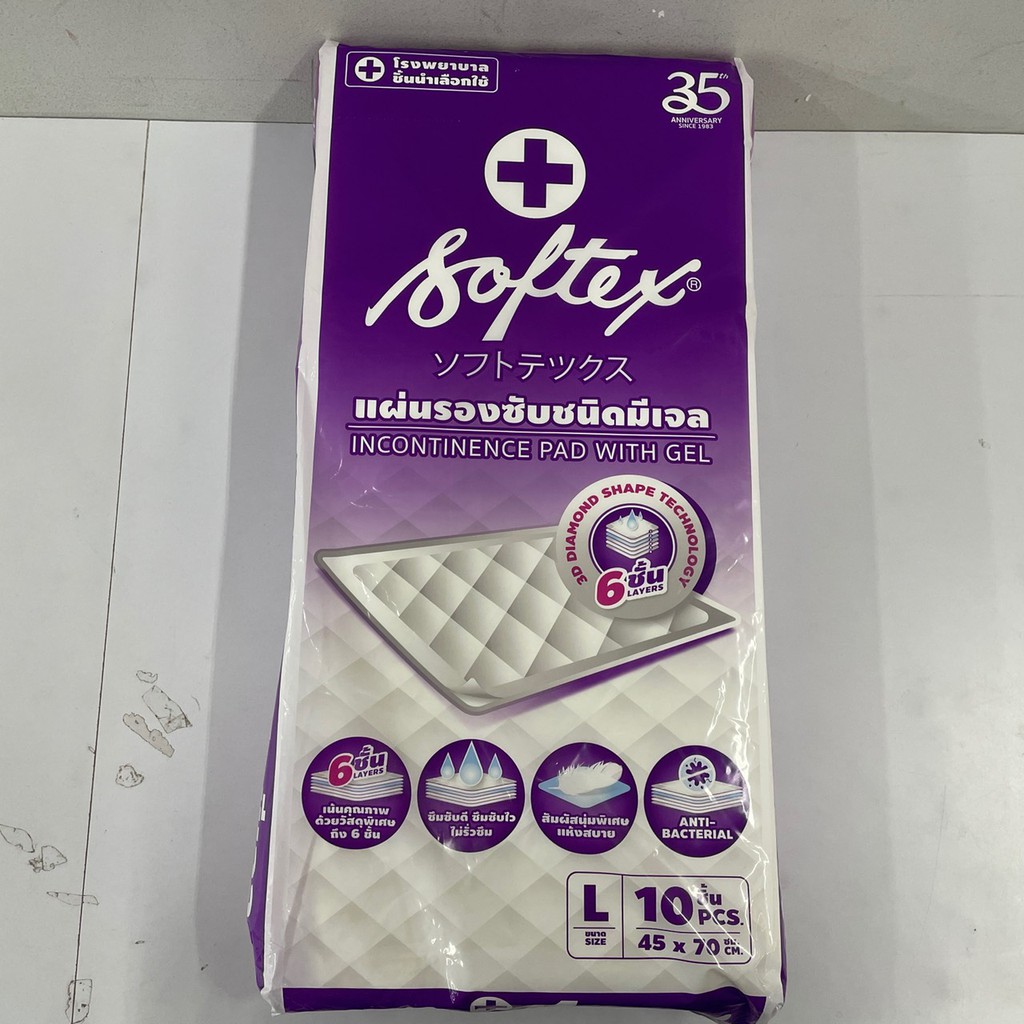 โรงพยาบาล
ชั้นนำเลือกใช้
35th
ANNIVERSARY
SINCE 1983
Softex®
ソフトテックス
แผ่นรองซับชนิดมีเจล
INCONTINENCE PAD WITH GEL
3D DIAMOND SHAPE TECHNOLOGY
6 ชั้น
LAYERS
6 ชั้น
LAYERS
เน้นคุณภาพ
ด้วยวัสดุพิเศษ
ถึง 6 ชั้น
ซึมซับดี ซึมซับไว
ไม่รั่วซึม
สัมผัสนุ่มพิเศษ
แห้งสบาย
ANTI-
BACTERIAL
L
ขนาด
SIZE
10 ชิ้น
PCS.
45 x 70 ซม.
CM.